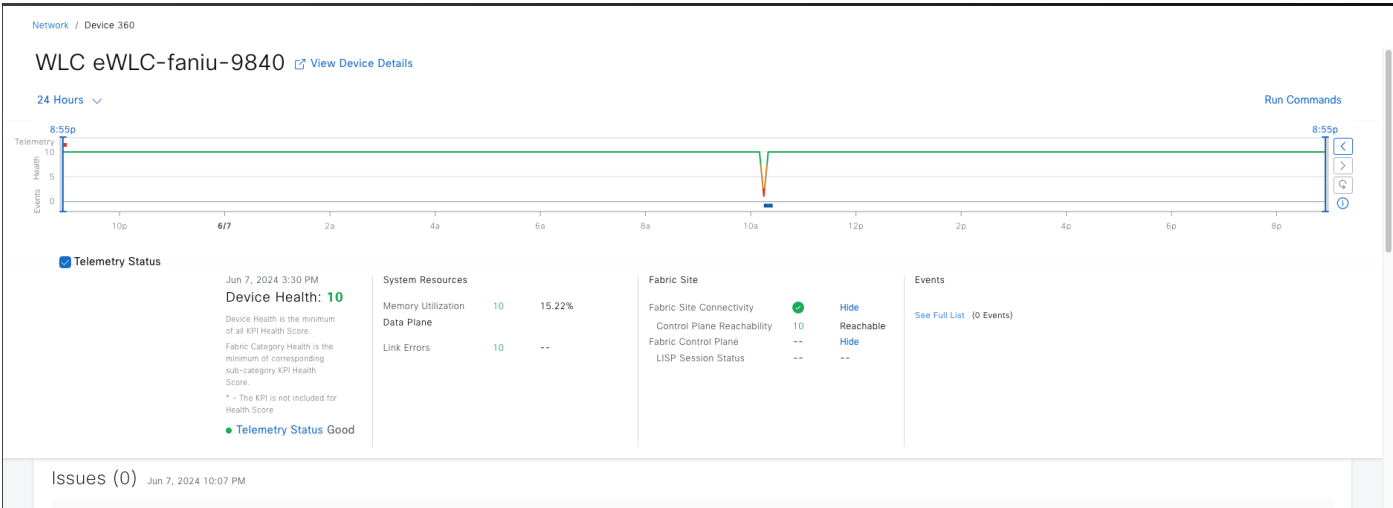 Network / Device 360
WLC eWLC-faniu-9840 View Device Details
24 Hours
Run Commands
8:55p
8:55p
Telemetry
10
Health
5
Events
0
10p
6/7
2a
4a
6a
8a
10a
12p
2p
4p
6p
8p
Telemetry Status
Jun 7, 2024 3:30 PM
Device Health: 10
Device Health is the minimum
of all KPI Health Score.
Fabric Category Health is the
minimum of corresponding
sub-category KPI Health
Score.
* - The KPI is not included for
Health Score
Telemetry Status Good
System Resources
Memory Utilization 10 15.22%
Data Plane
Link Errors 10 --
Fabric Site
Fabric Site Connectivity Hide
Control Plane Reachability 10 Reachable
Fabric Control Plane -- Hide
LISP Session Status -- --
Events
See Full List (0 Events)
Issues (0) Jun 7, 2024 10:07 PM